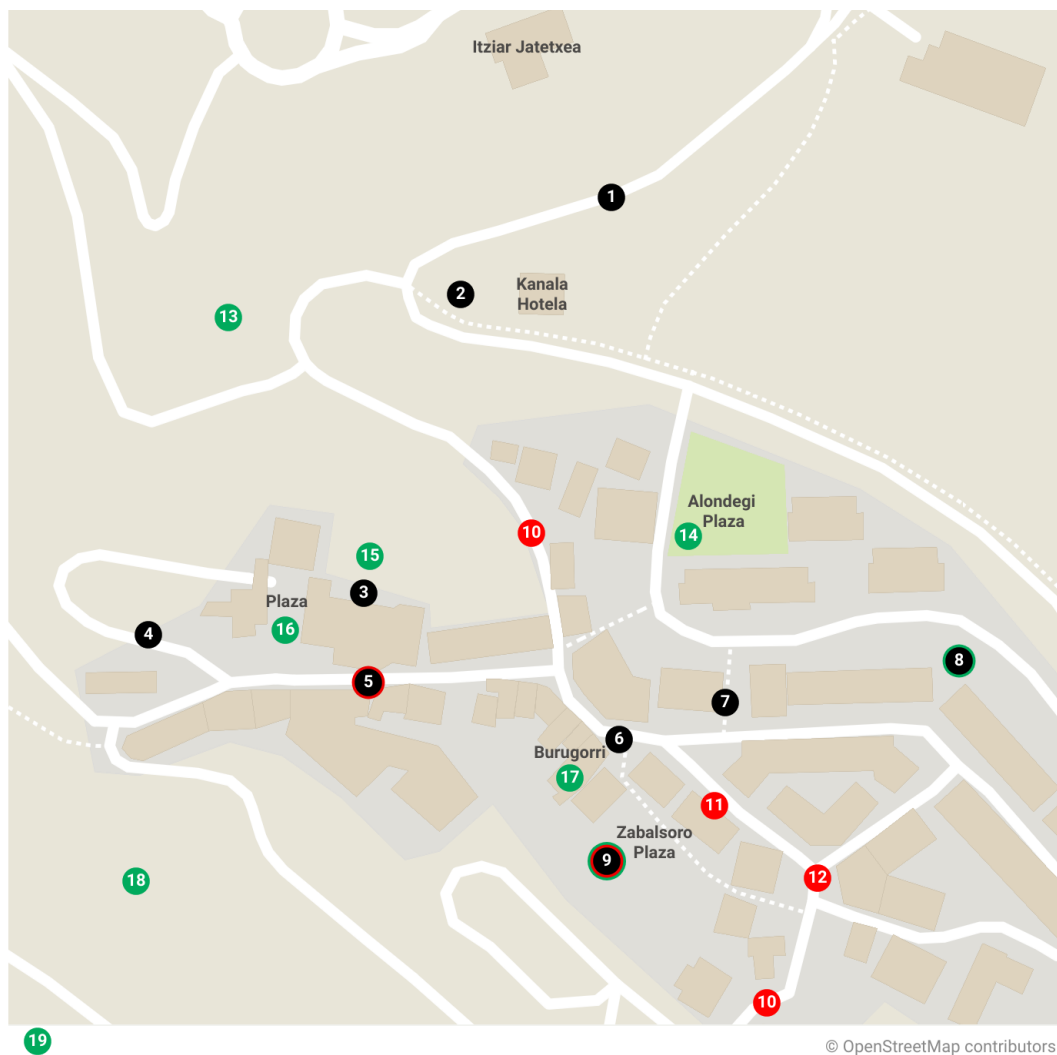 Itziar Jatetxea
1
2
Kanala
Hotela
13
Alondegi
Plaza
10
14
15
3
Plaza
16
4
8
5
7
6
Burugorri
17
11
Zabalsoro
Plaza
9
12
18
10
19
© OpenStreetMap contributors